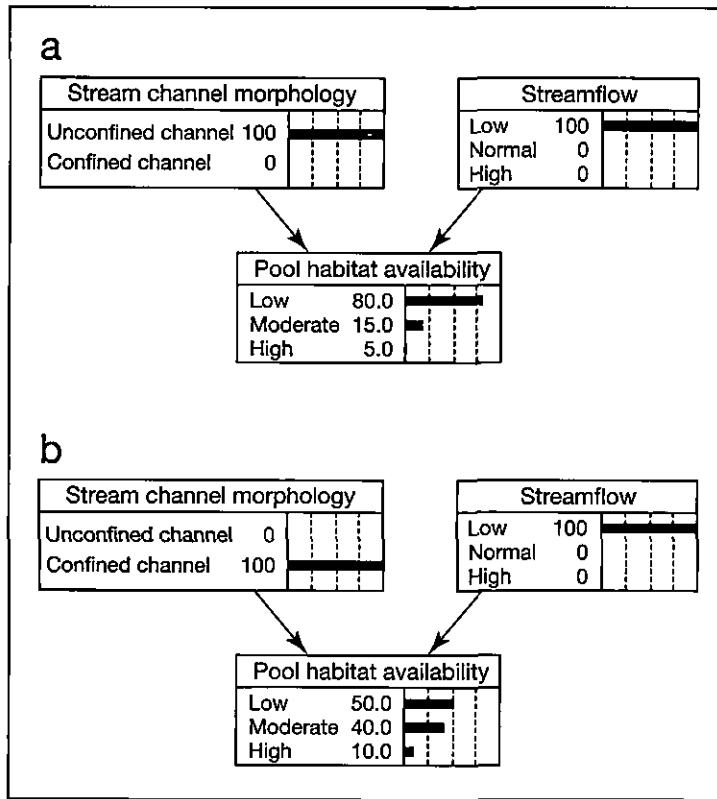 a
Stream channel morphology
Unconfined channel 100
Confined channel 0
Streamflow
Low 100
Normal 0
High 0
Pool habitat availability
Low 80.0
Moderate 15.0
High 5.0
b
Stream channel morphology
Unconfined channel 0
Confined channel 100
Streamflow
Low 100
Normal 0
High 0
Pool habitat availability
Low 50.0
Moderate 40.0
High 10.0